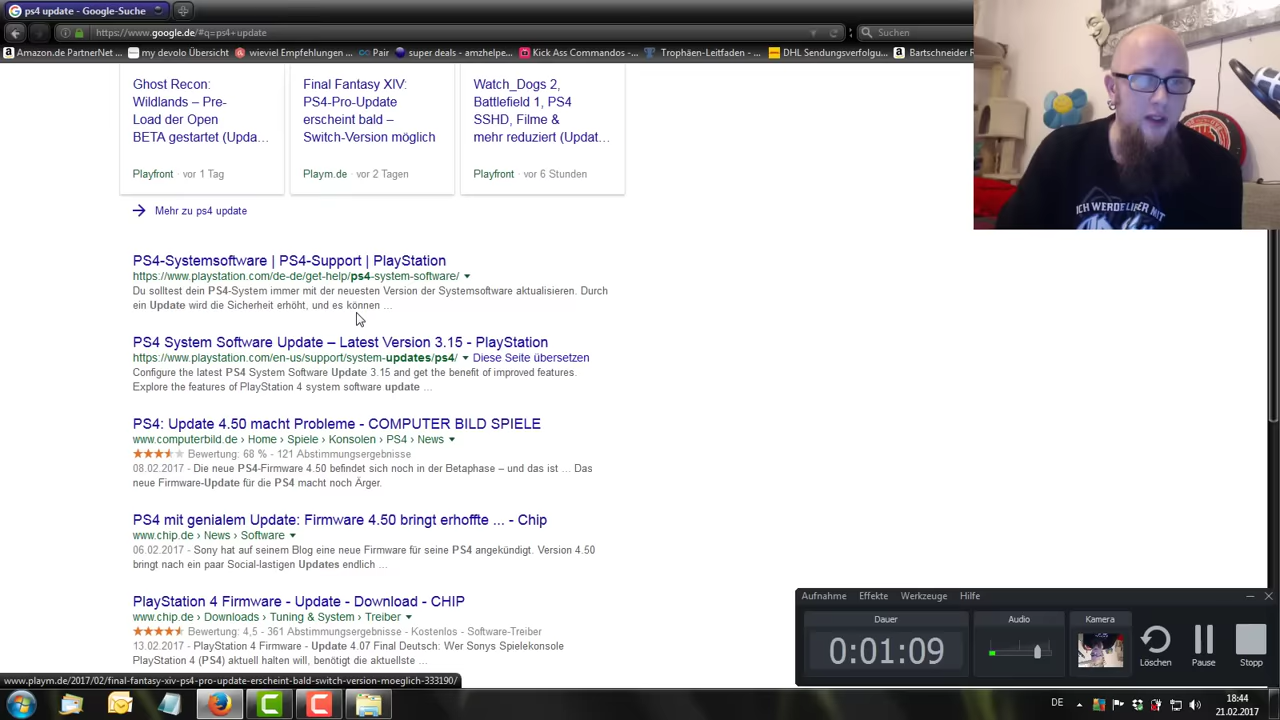 ps4 update - Google-Suche
https://www.google.de/#q=ps4+update
Suchen
Amazon.de PartnerNet ...
my devolo Übersicht
wieviel Empfehlungen ...
Pair
super deals - amzhelpe...
Kick Ass Commandos -...
Trophäen-Leitfaden - ...
DHL Sendungsverfolgu...
Bartschneider R
Ghost Recon:
Wildlands – Pre-
Load der Open
BETA gestartet (Upda...
Playfront · vor 1 Tag
Final Fantasy XIV:
PS4-Pro-Update
erscheint bald –
Switch-Version möglich
Playm.de · vor 2 Tagen
Watch_Dogs 2,
Battlefield 1, PS4
SSHD, Filme &
mehr reduziert (Updat...
Playfront · vor 6 Stunden
Mehr zu ps4 update
PS4-Systemsoftware | PS4-Support | PlayStation
https://www.playstation.com/de-de/get-help/ps4-system-software/
Du solltest dein PS4-System immer mit der neuesten Version der Systemsoftware aktualisieren. Durch
ein Update wird die Sicherheit erhöht, und es können ...
PS4 System Software Update – Latest Version 3.15 - PlayStation
https://www.playstation.com/en-us/support/system-updates/ps4/ Diese Seite übersetzen
Configure the latest PS4 System Software Update 3.15 and get the benefit of improved features.
Explore the features of PlayStation 4 system software update ...
PS4: Update 4.50 macht Probleme - COMPUTER BILD SPIELE
www.computerbild.de › Home › Spiele › Konsolen › PS4 › News
Bewertung: 68 % - 121 Abstimmungsergebnisse
08.02.2017 - Die neue PS4-Firmware 4.50 befindet sich noch in der Betaphase – und das ist ... Das
neue Firmware-Update für die PS4 macht noch Ärger.
PS4 mit genialem Update: Firmware 4.50 bringt erhoffte ... - Chip
www.chip.de › News › Software
06.02.2017 - Sony hat auf seinem Blog eine neue Firmware für seine PS4 angekündigt. Version 4.50
bringt nach ein paar Social-lastigen Updates endlich ...
PlayStation 4 Firmware - Update - Download - CHIP
www.chip.de › Downloads › Tuning & System › Treiber
Bewertung: 4,5 - 361 Abstimmungsergebnisse - Kostenlos - Software-Treiber
13.02.2017 - PlayStation 4 Firmware - Update 4.07 Final Deutsch: Wer Sonys Spielekonsole
PlayStation 4 (PS4) aktuell halten will, benötigt die aktuellste ...
www.playm.de/2017/02/final-fantasy-xiv-ps4-pro-update-erscheint-bald-switch-version-moeglich-333190/
ICH WERDE
MIT
Aufnahme Effekte Werkzeuge Hilfe
Dauer
0:01:09
Audio
Kamera
Löschen
Pause
Stopp
DE
18:44
21.02.2017